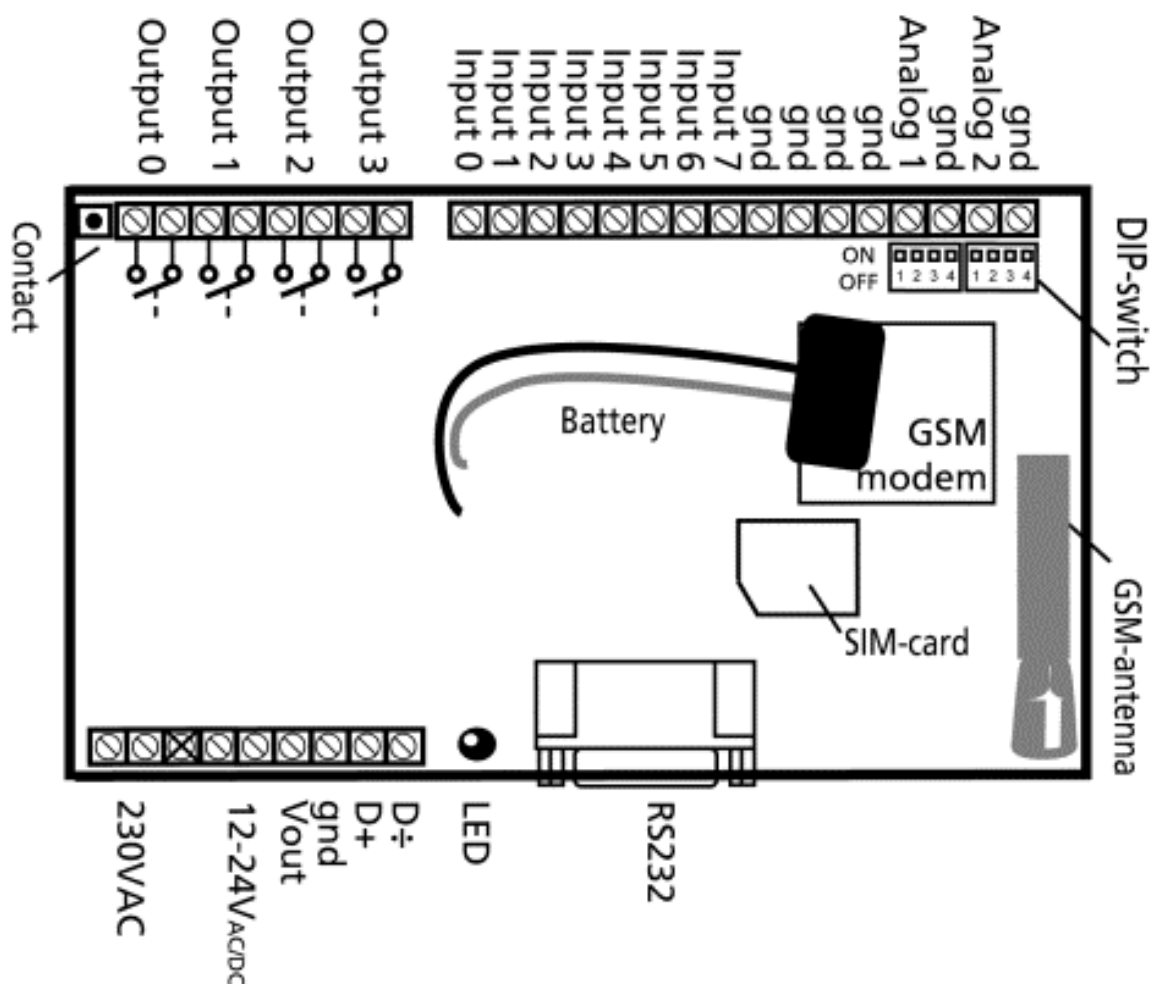 Output 0
Output 1
Output 2
Output 3
Input 0
Input 1
Input 2
Input 3
Input 4
Input 5
Input 6
Input 7
gnd
gnd
gnd
gnd
Analog 1
gnd
Analog 2
gnd
Contact
ON
OFF
1 2 3 4
1 2 3 4
DIP-switch
Battery
GSM
modem
SIM-card
GSM-antenna
1
230VAC
12-24VAC/DC
Vout
gnd
D+
D÷
LED
RS232